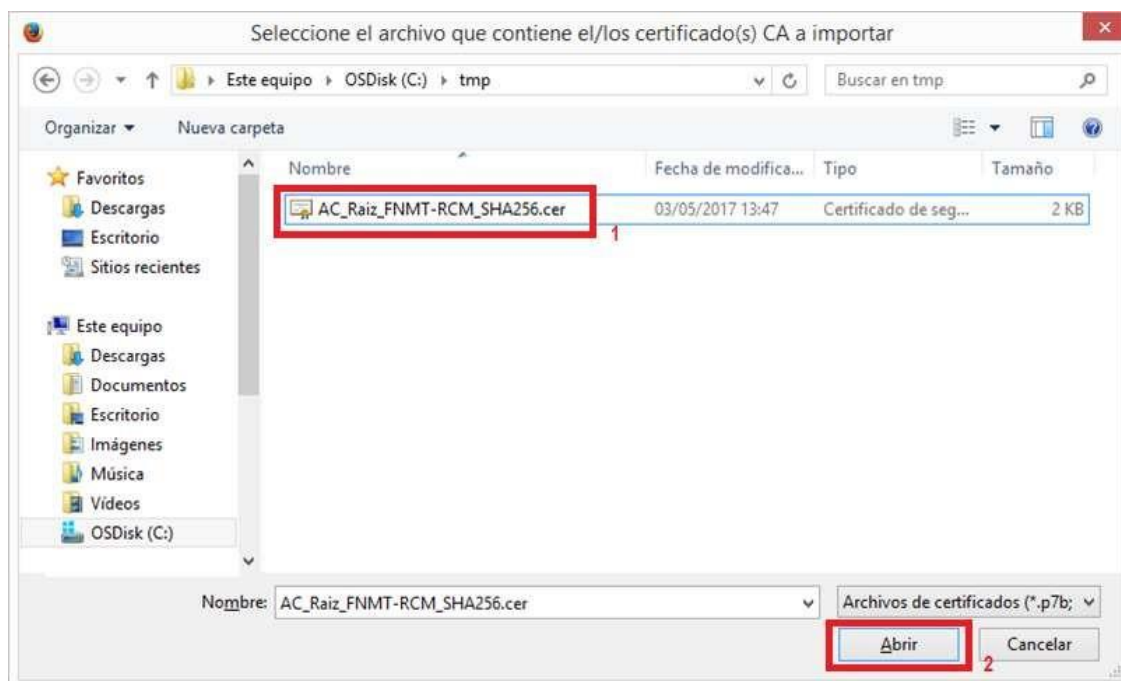 Seleccione el archivo que contiene el/los certificado(s) CA a importar
Este equipo OSDisk (C:) tmp
Buscar en tmp
Organizar Nueva carpeta
Nombre Fecha de modifica... Tipo Tamaño
AC_Raiz_FNMT-RCM_SHA256.cer 03/05/2017 13:47 Certificado de seg... 2 KB
1
Favoritos
Descargas
Escritorio
Sitios recientes
Este equipo
Descargas
Documentos
Escritorio
Imágenes
Música
Vídeos
OSDisk (C:)
Nombre: AC_Raiz_FNMT-RCM_SHA256.cer
Archivos de certificados (*.p7b;
Abrir Cancelar
2